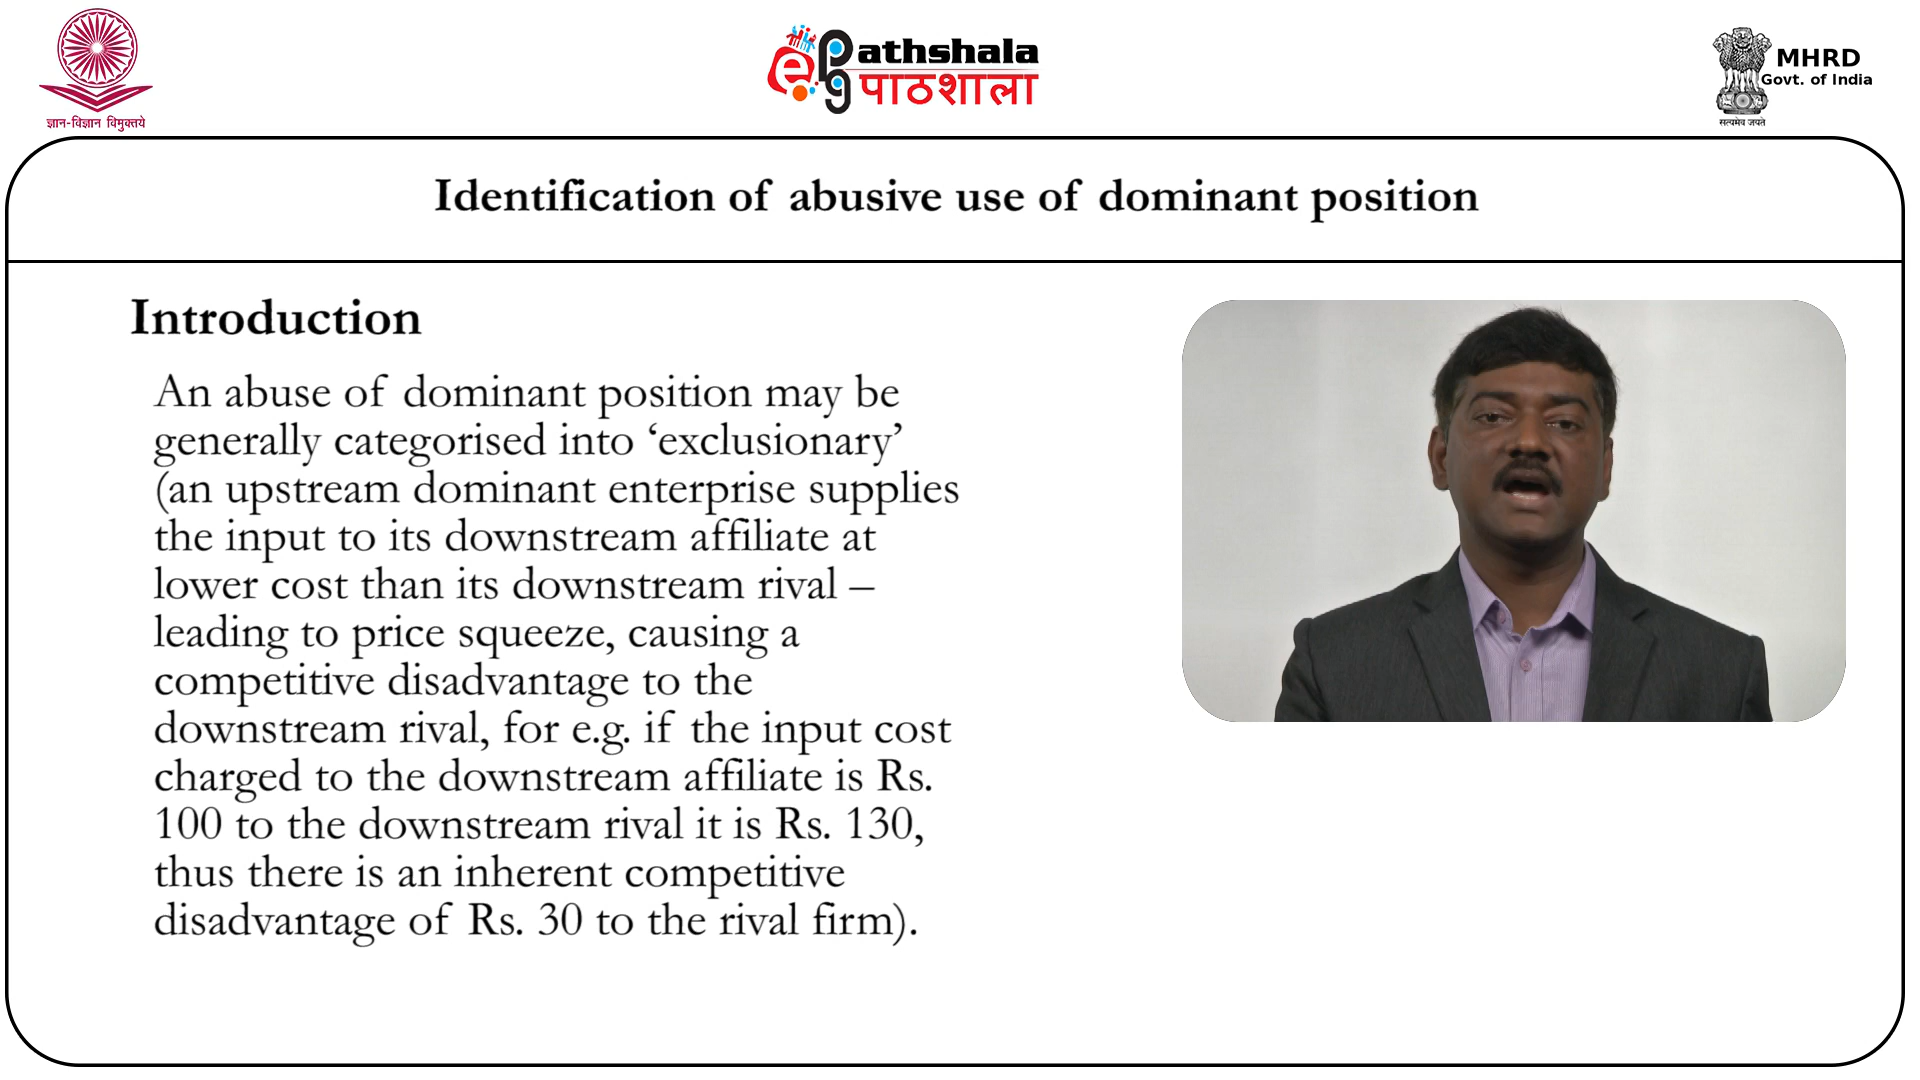 ज्ञान-विज्ञान विमुक्तये
e pg Pathshala
पाठशाला
MHRD
Govt. of India
सत्यमेव जयते
Identification of abusive use of dominant position
Introduction
An abuse of dominant position may be
generally categorised into ‘exclusionary’
(an upstream dominant enterprise supplies
the input to its downstream affiliate at
lower cost than its downstream rival –
leading to price squeeze, causing a
competitive disadvantage to the
downstream rival, for e.g. if the input cost
charged to the downstream affiliate is Rs.
100 to the downstream rival it is Rs. 130,
thus there is an inherent competitive
disadvantage of Rs. 30 to the rival firm).